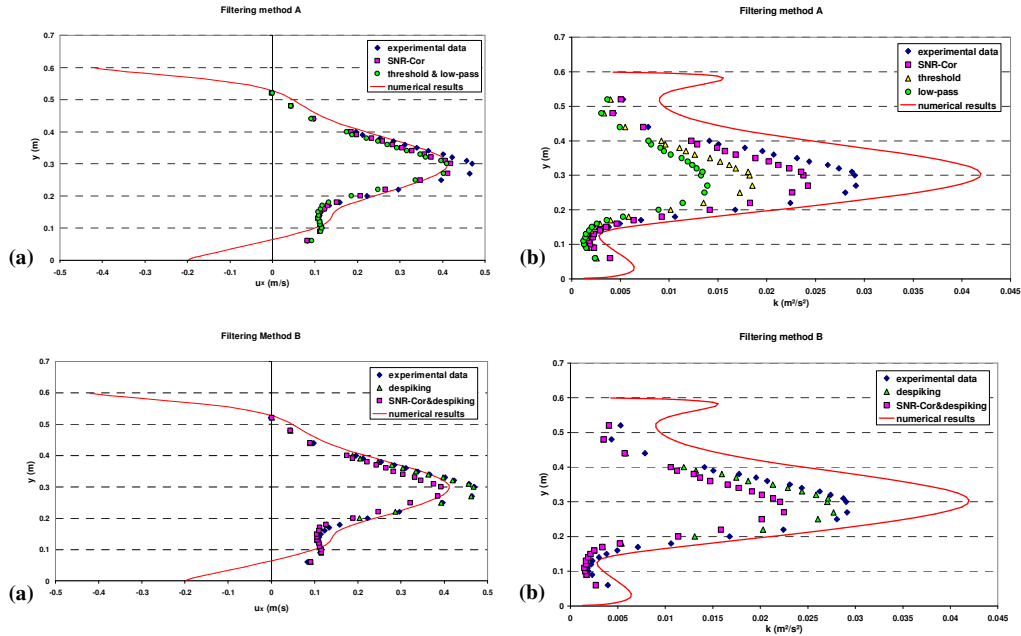 Filtering method A
0.7
0.6
0.5
0.4
0.3
0.2
0.1
0
y (m)
experimental data
SNR-Cor
threshold & low-pass
numerical results
-0.5 -0.4 -0.3 -0.2 -0.1 0 0.1 0.2 0.3 0.4 0.5
ux (m/s)
(a)
Filtering method A
0.7
0.6
0.5
0.4
0.3
0.2
0.1
0
y (m)
experimental data
SNR-Cor
threshold
low-pass
numerical results
0 0.005 0.01 0.015 0.02 0.025 0.03 0.035 0.04 0.045
k (m²/s²)
(b)
Filtering Method B
0.7
0.6
0.5
0.4
0.3
0.2
0.1
0
y (m)
experimental data
despiking
SNR-Cor&despiking
numerical results
-0.5 -0.4 -0.3 -0.2 -0.1 0 0.1 0.2 0.3 0.4 0.5
ux (m(s)
(a)
Filtering method B
0.7
0.6
0.5
0.4
0.3
0.2
0.1
0
y (m)
experimental data
despiking
SNR-Cor&despiking
numerical results
0 0.005 0.01 0.015 0.02 0.025 0.03 0.035 0.04 0.045
k (m²/s²)
(b)